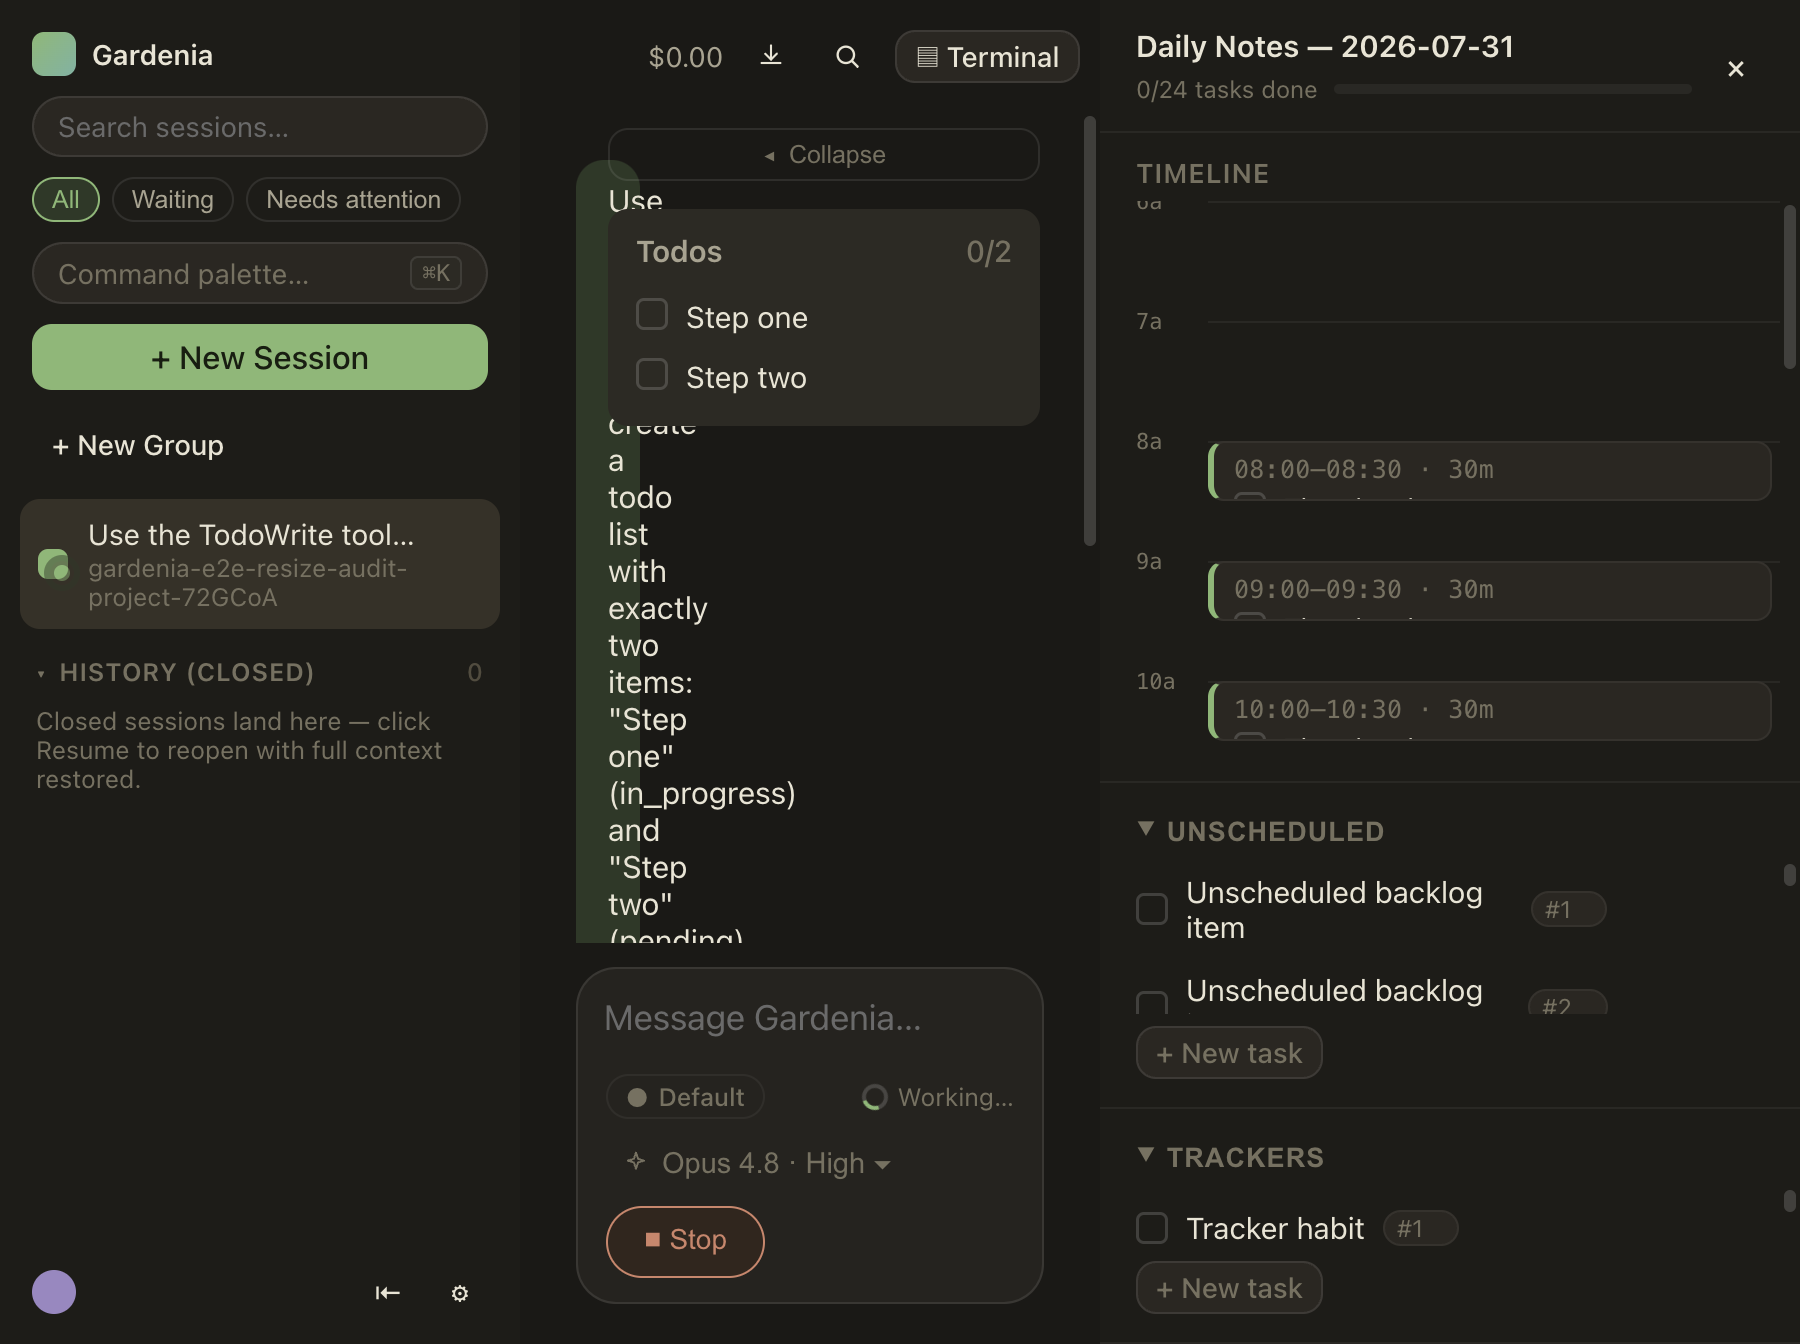 Gardenia
Search sessions...
All
Waiting
Needs attention
Command palette...
⌘K
+ New Session
+ New Group
Use the TodoWrite tool...
gardenia-e2e-resize-audit-
project-72GCoA
HISTORY (CLOSED)
0
Closed sessions land here — click
Resume to reopen with full context
restored.
$0.00
Terminal
Collapse
Use
Todos
0/2
Step one
Step two
create
a
todo
list
with
exactly
two
items:
"Step
one"
(in_progress)
and
"Step
two"
(pending)
Message Gardenia...
Default
Working...
Opus 4.8 · High
Stop
Daily Notes — 2026-07-31
0/24 tasks done
TIMELINE
6a
7a
8a
08:00–08:30 · 30m
9a
09:00–09:30 · 30m
10a
10:00–10:30 · 30m
UNSCHEDULED
Unscheduled backlog
item
#1
Unscheduled backlog
#2
+ New task
TRACKERS
Tracker habit
#1
+ New task